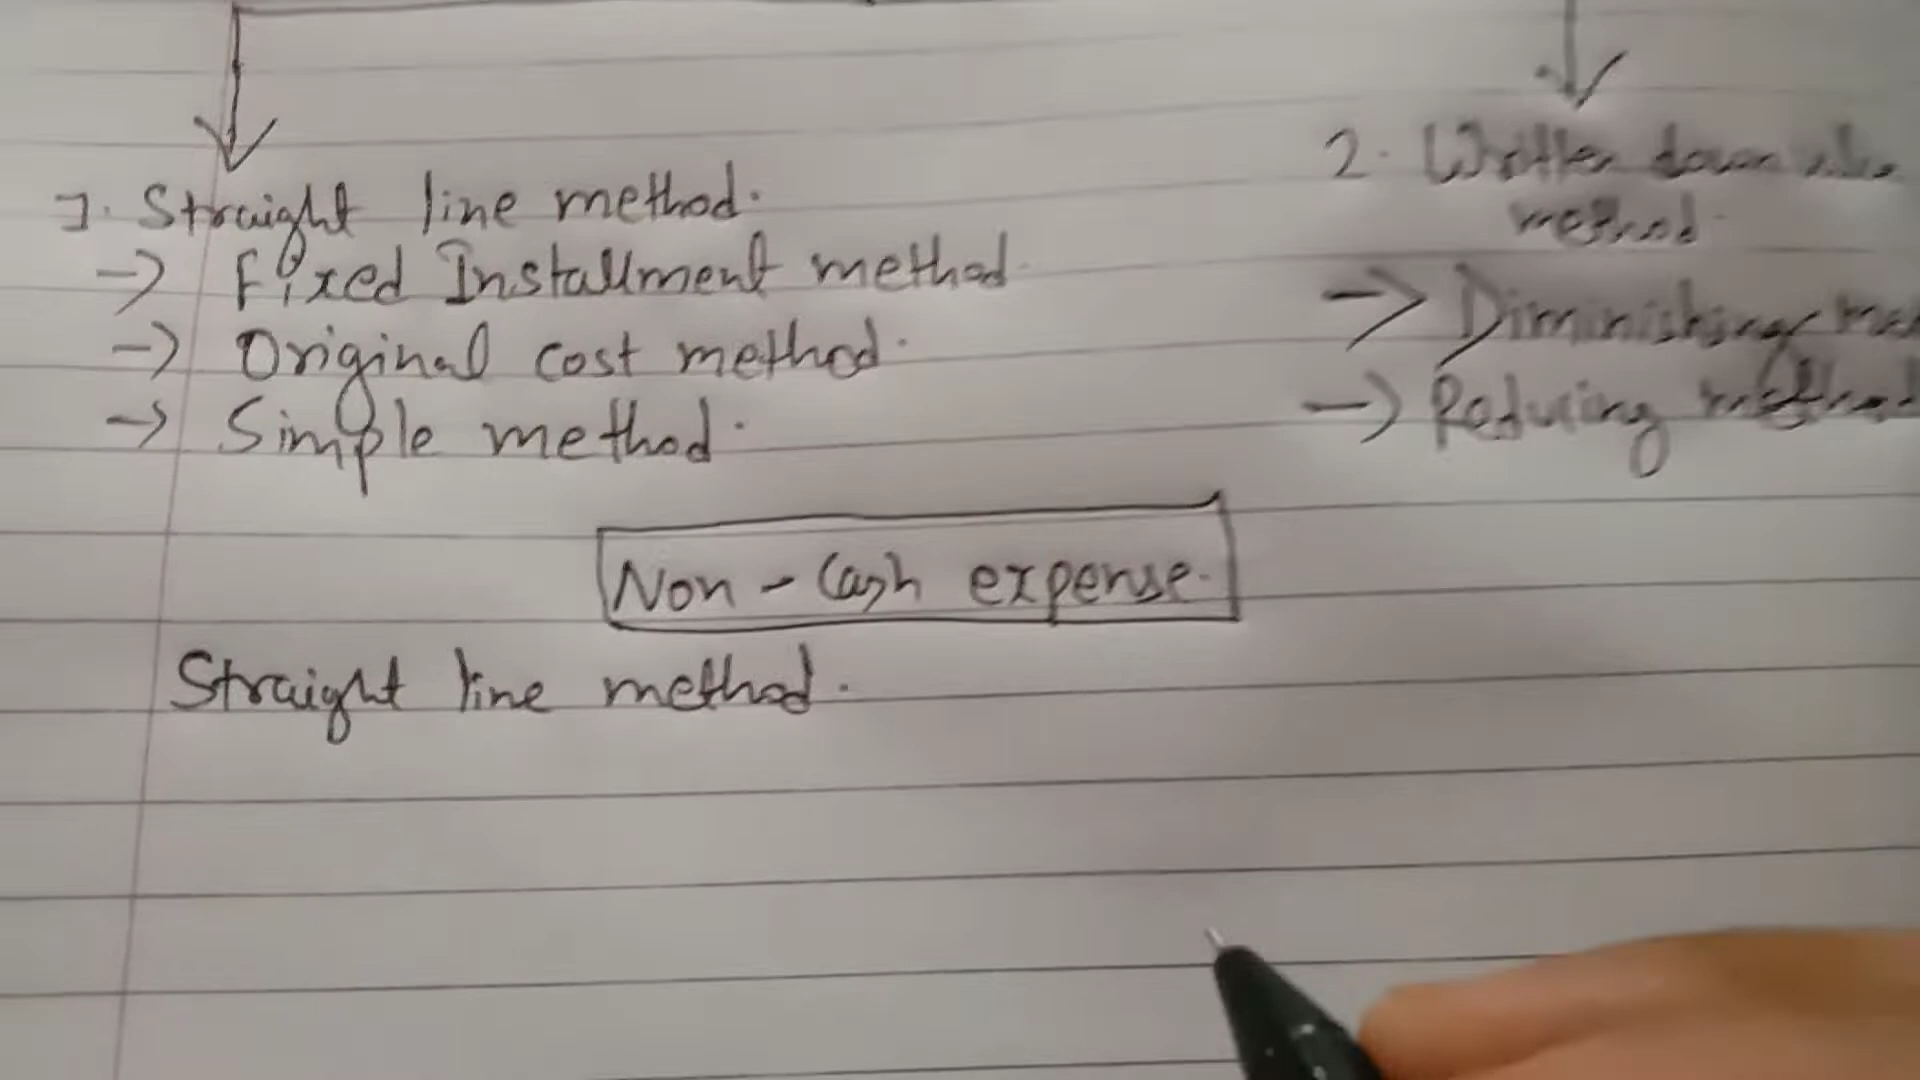 1. Straight line method.
→ Fixed Installment method
→ Original cost method.
→ Simple method.
2. Written down
method.
→ Diminishing
→ Reducing method
Non-Cash expense.
Straight line method.